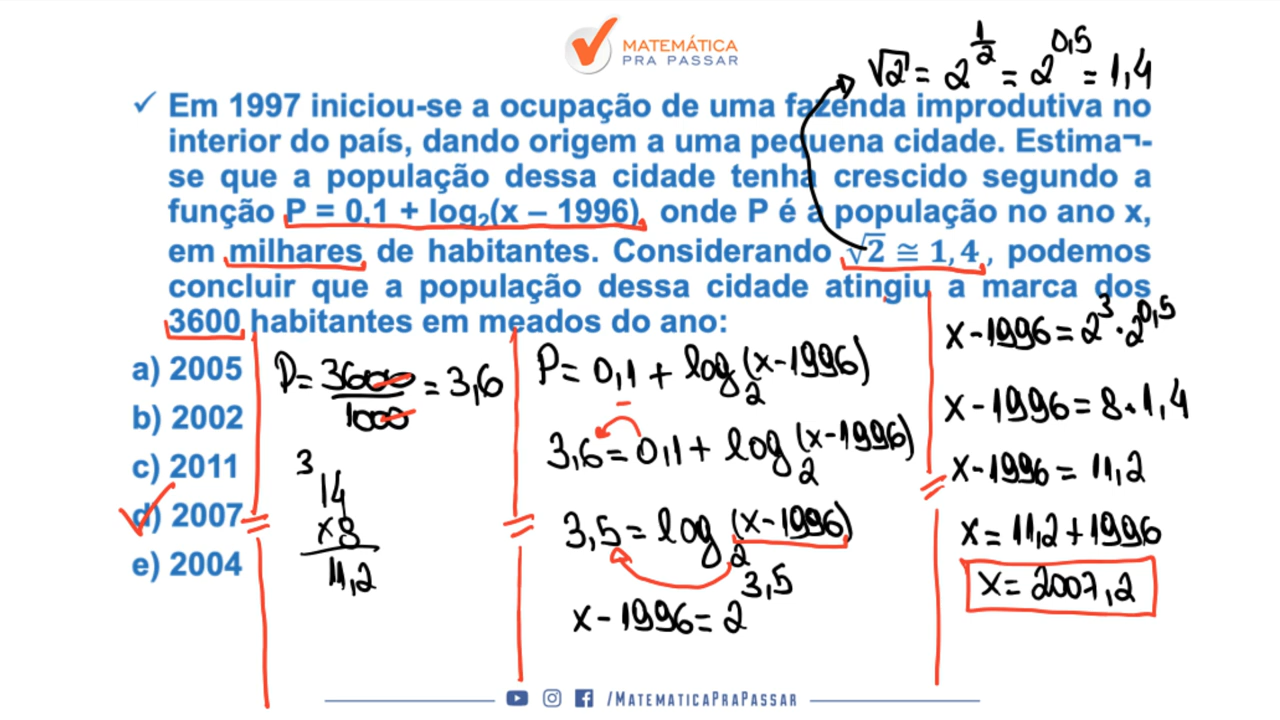 MATEMÁTICA
PRA PASSAR
√2 = 2^(1/2) = 2^0,5 = 1,4
✓ Em 1997 iniciou-se a ocupação de uma fazenda improdutiva no
interior do país, dando origem a uma pequena cidade. Estima¬-
se que a população dessa cidade tenha crescido segundo a
função P = 0,1 + log₂(x – 1996), onde P é a população no ano x,
em milhares de habitantes. Considerando √2 ≅ 1,4, podemos
concluir que a população dessa cidade atingiu a marca dos
3600 habitantes em meados do ano:
a) 2005
b) 2002
c) 2011
d) 2007
e) 2004
P = 3600/1000 = 3,6
3
14
x8
11,2
P = 0,1 + log₂(x-1996)
3,6 = 0,1 + log₂(x-1996)
3,5 = log₂(x-1996)
x - 1996 = 2^3,5
x - 1996 = 2³ · 2^0,5
x - 1996 = 8 · 1,4
x - 1996 = 11,2
x = 11,2 + 1996
x = 2007,2
/MatematicaPraPassar